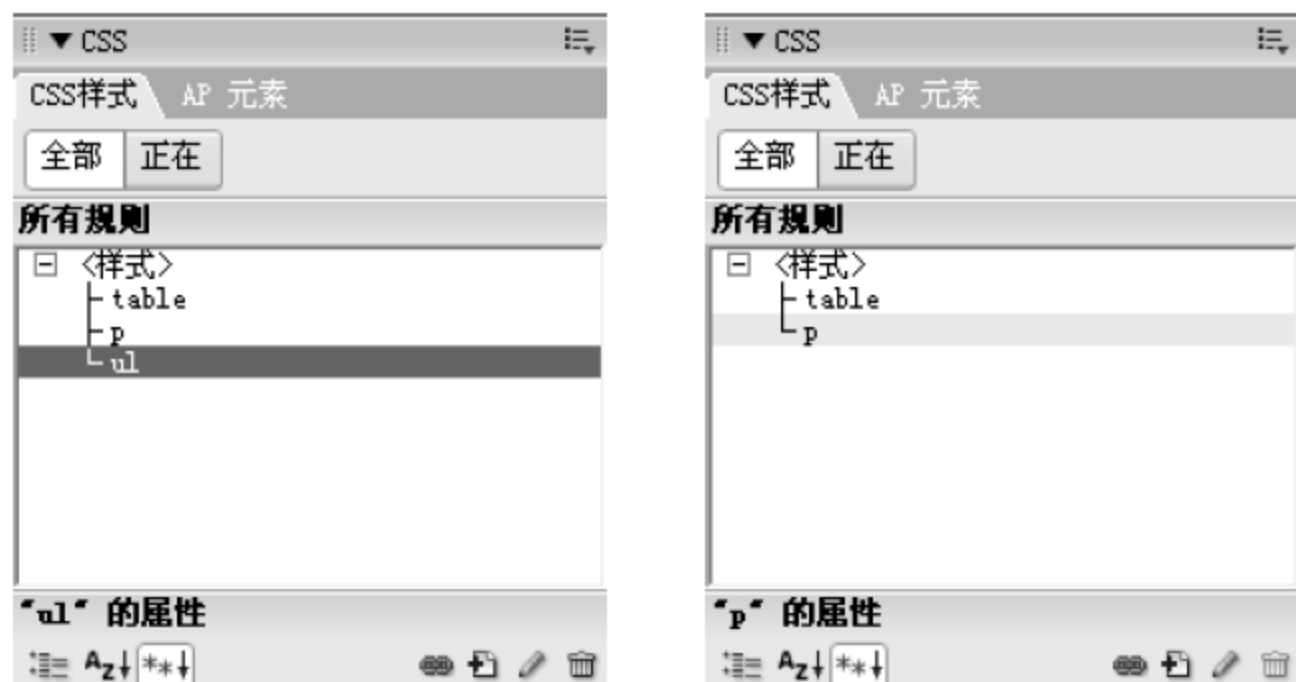 CSS
CSS样式 AP 元素
全部 正在
所有规则
<样式>
table
p
ul
"ul" 的属性
Az↓ **↓
CSS
CSS样式 AP 元素
全部 正在
所有规则
<样式>
table
p
"p" 的属性
Az↓ **↓